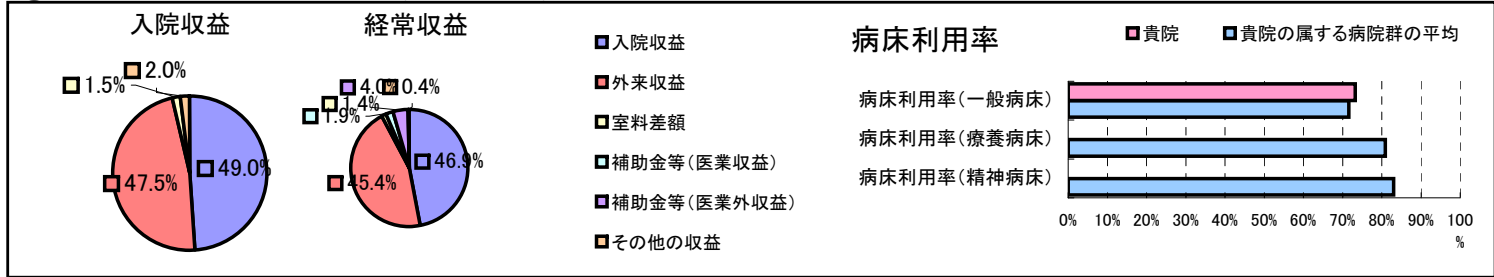 入院収益
2.0%
1.5%
49.0%
47.5%
経常収益
4.0%
0.4%
1.4%
1.9%
46.9%
45.4%
入院収益
外来収益
室料差額
補助金等(医業収益)
補助金等(医業外収益)
その他の収益
病床利用率
貴院 貴院の属する病院群の平均
病床利用率(一般病床)
病床利用率(療養病床)
病床利用率(精神病床)
0% 10% 20% 30% 40% 50% 60% 70% 80% 90% 100
%